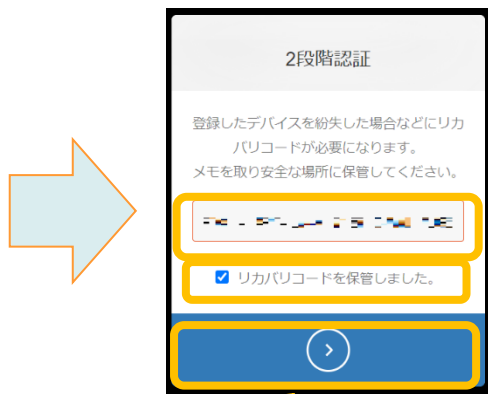 2段階認証
登録したデバイスを紛失した場合などにリカ
バリコードが必要になります。
メモを取り安全な場所に保管してください。
リカバリコードを保管しました。